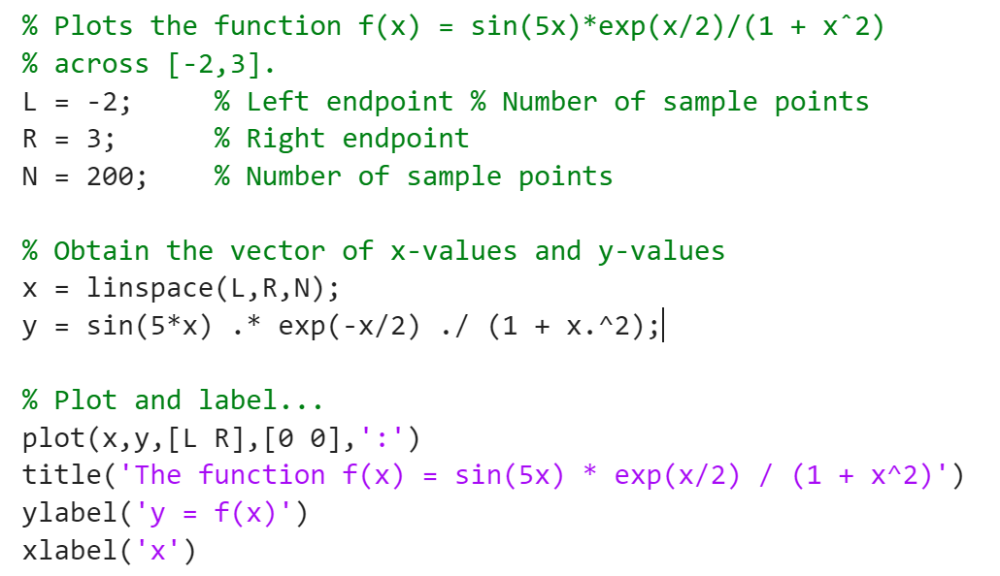 % Plots the function f(x) = sin(5x)*exp(x/2)/(1 + xˆ2)
% across [-2,3].
L = -2;     % Left endpoint % Number of sample points
R = 3;      % Right endpoint
N = 200;    % Number of sample points
% Obtain the vector of x-values and y-values
x = linspace(L,R,N);
y = sin(5*x) .* exp(-x/2) ./ (1 + x.^2);
% Plot and label...
plot(x,y,[L R],[0 0],':')
title('The function f(x) = sin(5x) * exp(x/2) / (1 + x^2)')
ylabel('y = f(x)')
xlabel('x')